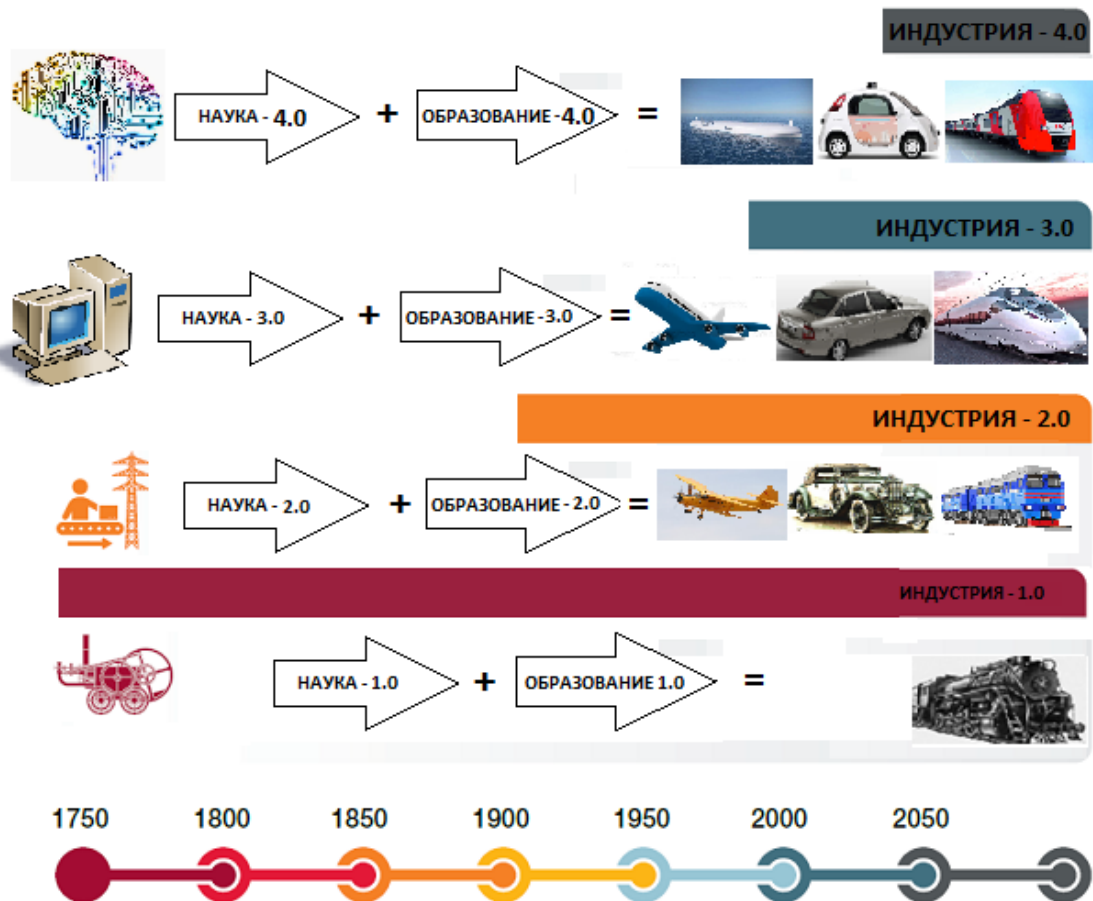 ИНДУСТРИЯ - 4.0
НАУКА - 4.0
+
ОБРАЗОВАНИЕ - 4.0
=
ИНДУСТРИЯ - 3.0
НАУКА - 3.0
+
ОБРАЗОВАНИЕ - 3.0
=
ИНДУСТРИЯ - 2.0
НАУКА - 2.0
+
ОБРАЗОВАНИЕ - 2.0
=
ИНДУСТРИЯ - 1.0
НАУКА - 1.0
+
ОБРАЗОВАНИЕ 1.0
=
1750 1800 1850 1900 1950 2000 2050